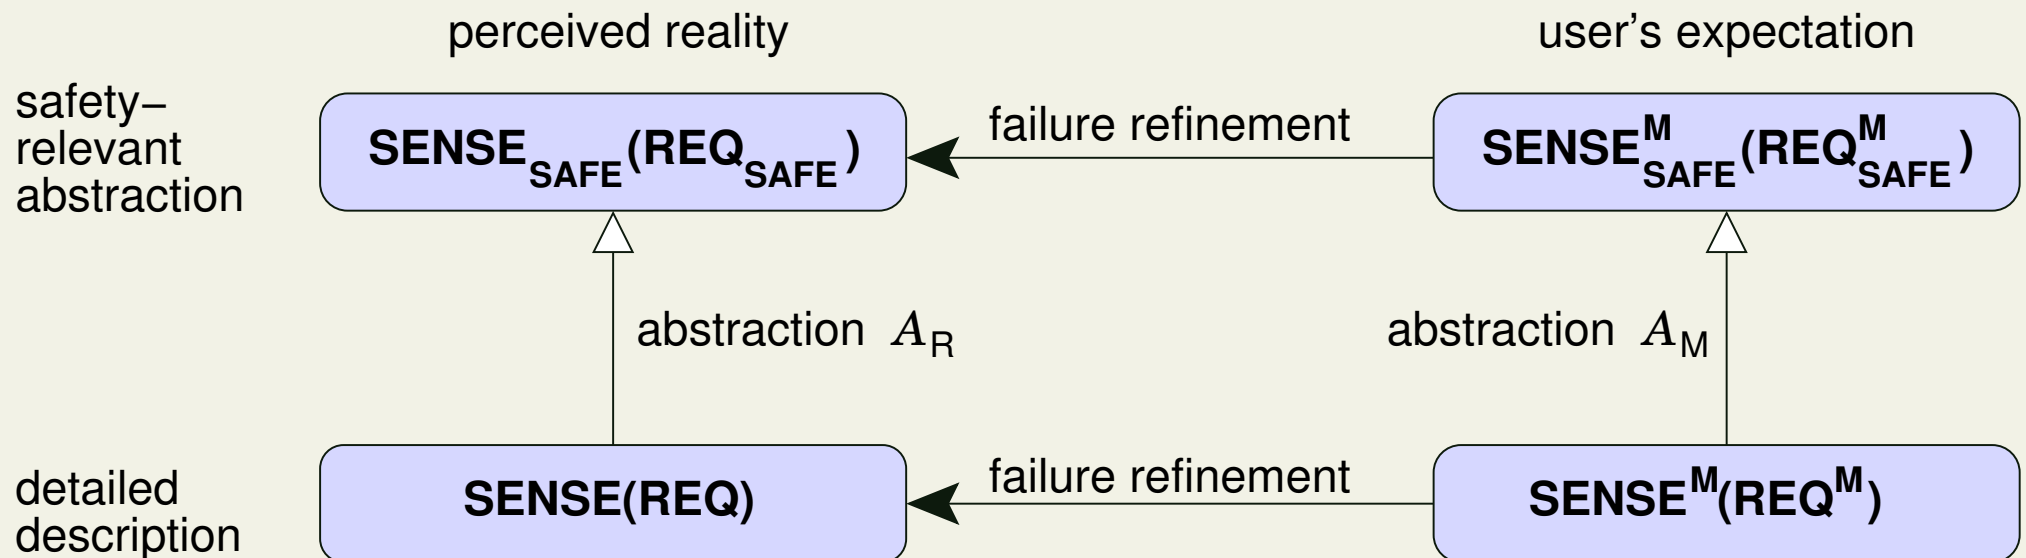 perceived reality
user's expectation
safety–
relevant
abstraction
SENSE_SAFE(REQ_SAFE)
failure refinement
SENSE^M_SAFE(REQ^M_SAFE)
abstraction A_R
abstraction A_M
detailed
description
SENSE(REQ)
failure refinement
SENSE^M(REQ^M)